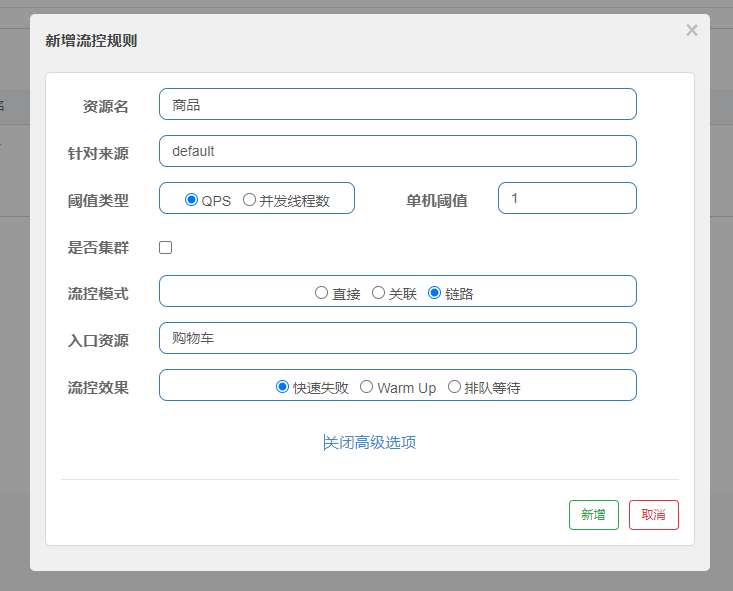 新增流控规则
×
资源名 商品
针对来源 default
阈值类型 QPS 并发线程数 单机阈值 1
是否集群
流控模式 直接 关联 链路
入口资源 购物车
流控效果 快速失败 Warm Up 排队等待
关闭高级选项
新增 取消